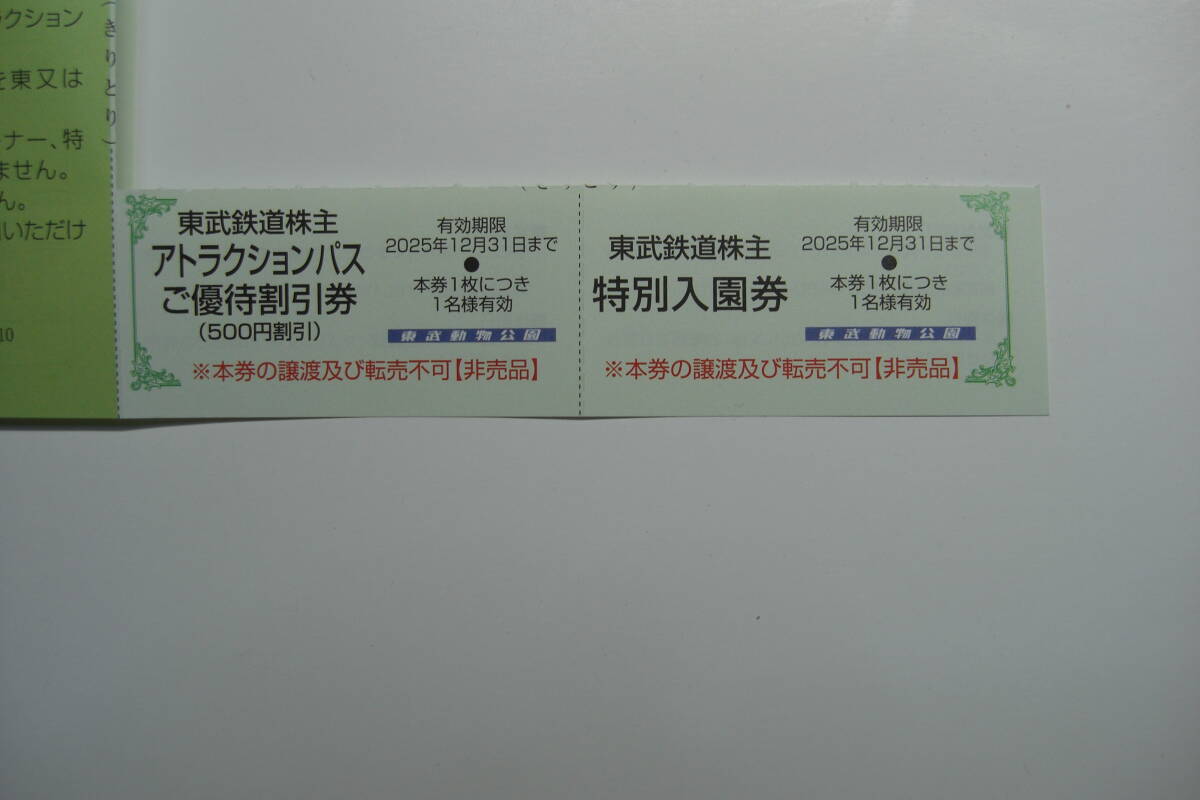 クション
東又は
ナー、特
ません。
ん。
いただけ
10
(きりとり)
東武鉄道株主
アトラクションパス
ご優待割引券
(500円割引)
有効期限
2025年12月31日まで
●
本券1枚につき
1名様有効
東武動物公園
※本券の譲渡及び転売不可【非売品】
東武鉄道株主
特別入園券
有効期限
2025年12月31日まで
●
本券1枚につき
1名様有効
東武動物公園
※本券の譲渡及び転売不可【非売品】